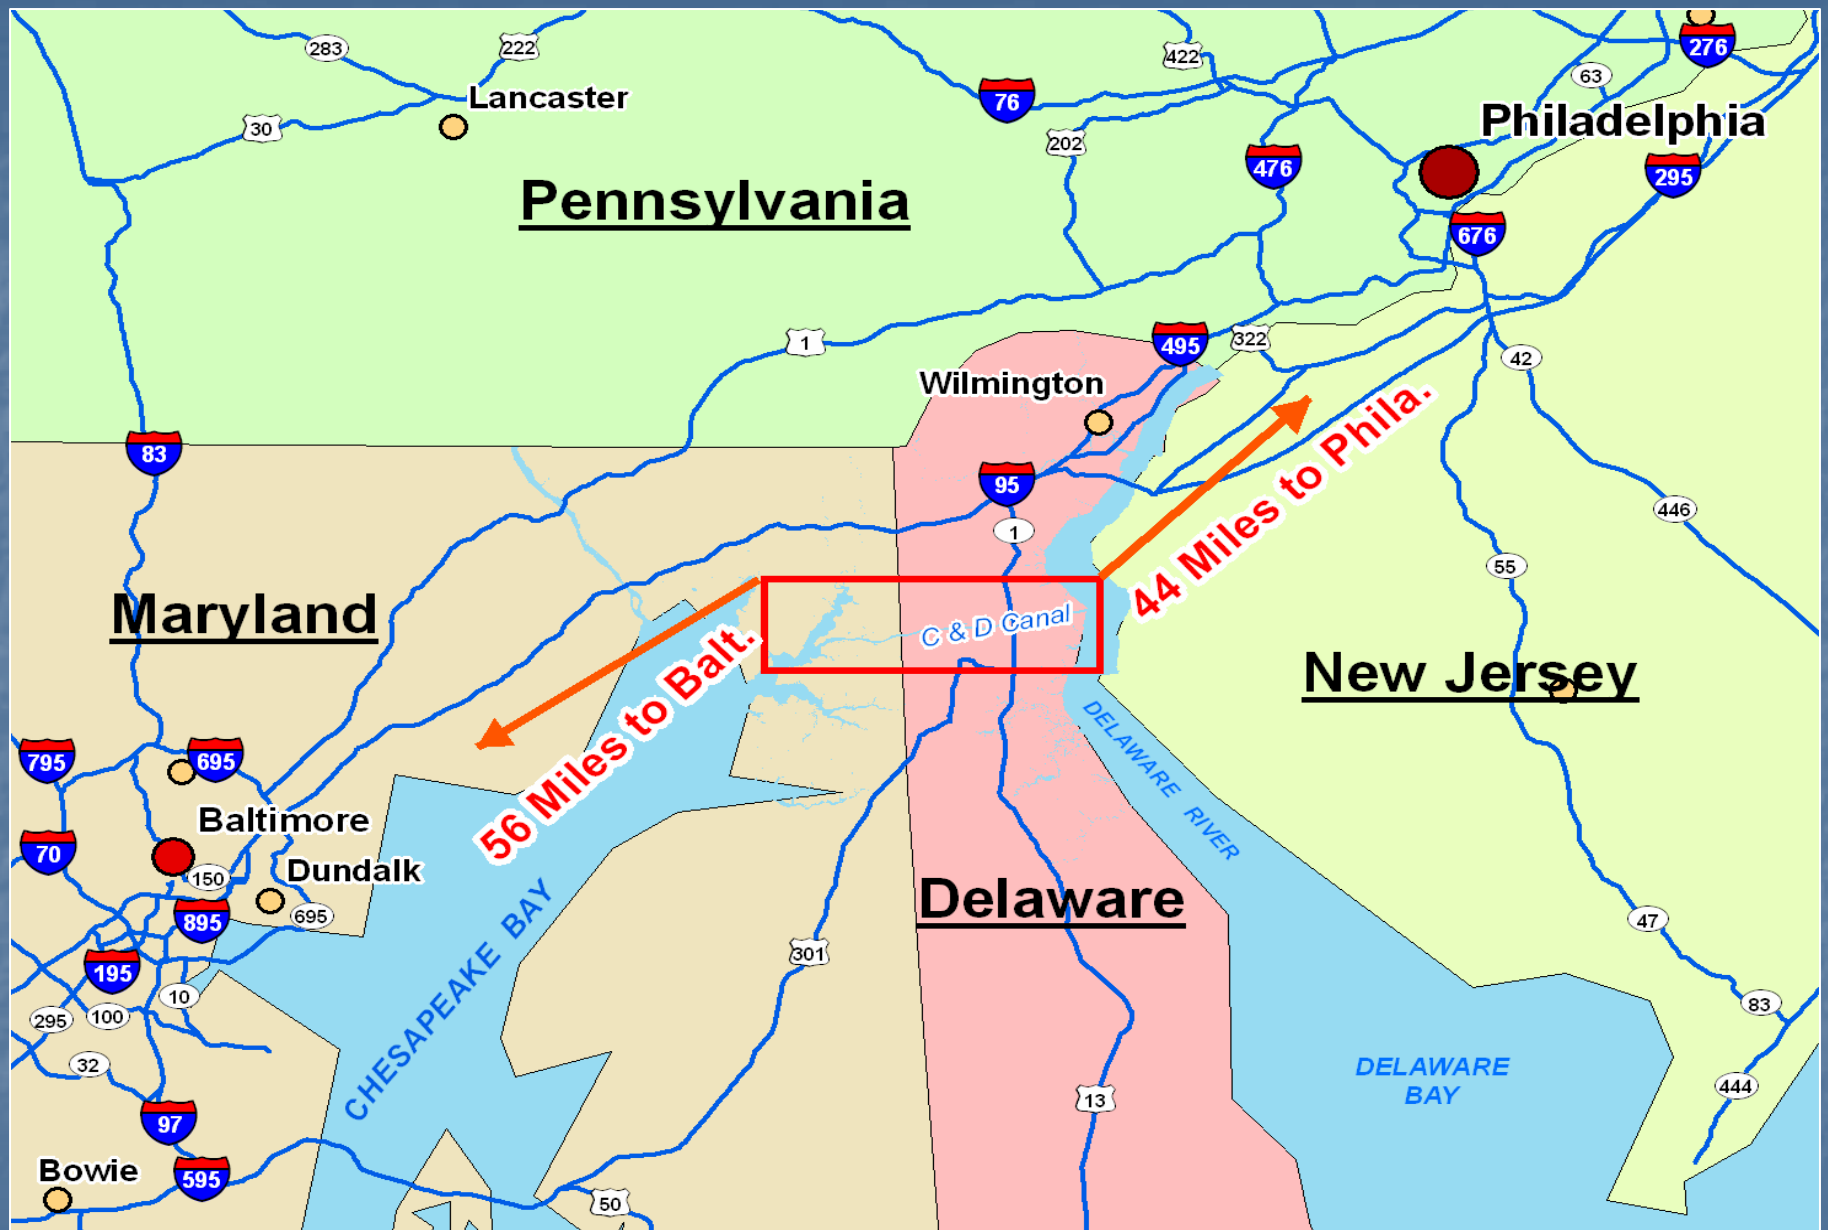 283
222
422
276
63
76
Lancaster
30
202
Philadelphia
476
295
Pennsylvania
676
1
495
322
42
Wilmington
83
95
1
446
44 Miles to Phila.
55
Maryland
C & D Canal
56 Miles to Balt.
New Jersey
DELAWARE RIVER
795
695
Baltimore
70
150
Dundalk
895
695
Delaware
CHESAPEAKE BAY
47
301
195
10
295
100
83
32
DELAWARE
BAY
444
13
97
Bowie
595
50